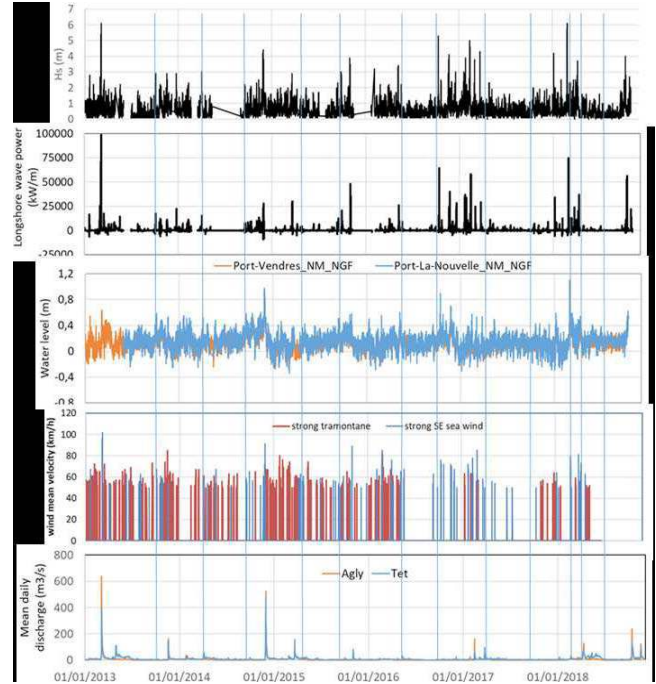 7
6
5
4
3
2
1
0
Hs (m)
100000
75000
50000
25000
0
-25000
Longshore wave power
(kW/m)
Port-Vendres_NM_NGF
Port-La-Nouvelle_NM_NGF
1,2
0,8
0,4
0
-0,4
-0.8
Water level (m)
120
100
80
60
40
20
0
wind mean velocity (km/h)
strong tramontane
strong SE sea wind
800
600
400
200
0
Mean daily
discharge (m3/s)
Agly
Tet
01/01/2013 01/01/2014 01/01/2015 01/01/2016 01/01/2017 01/01/2018